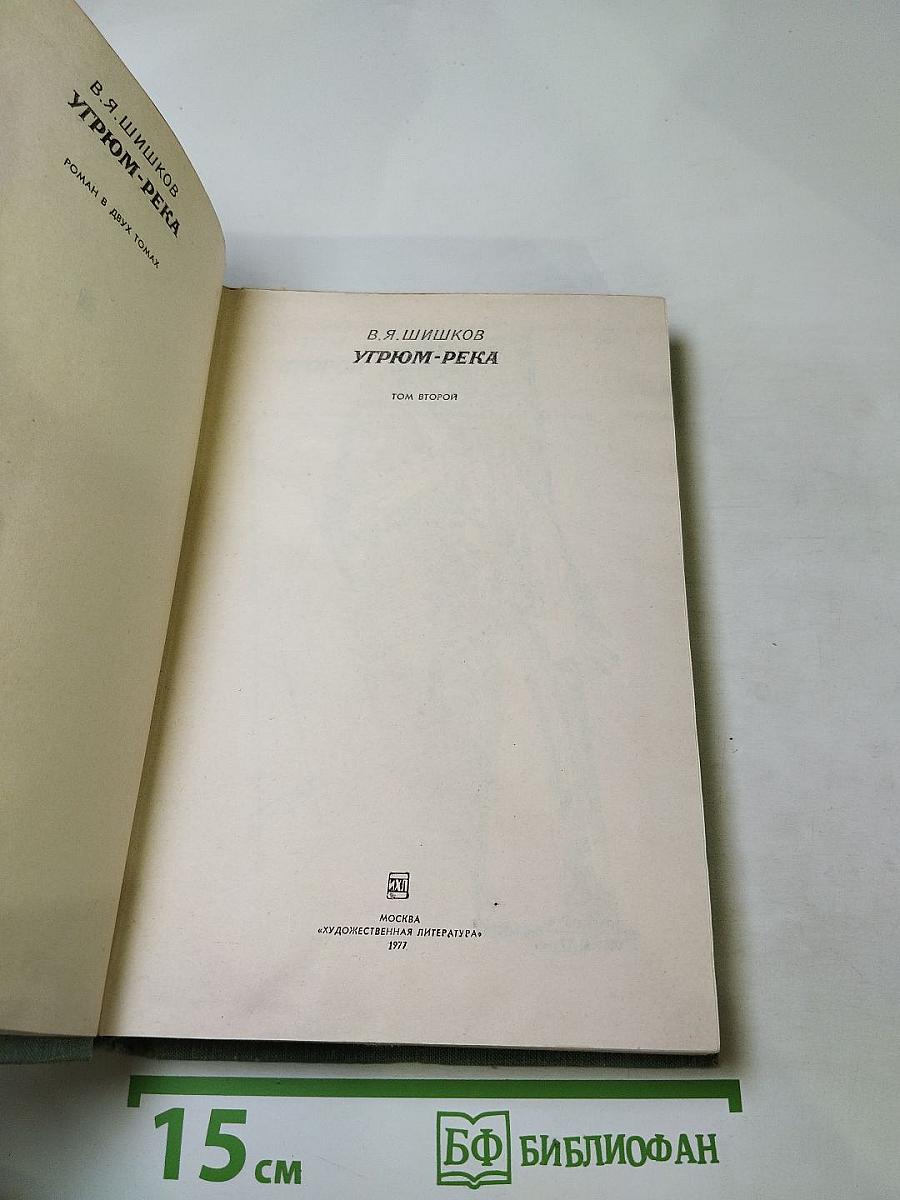 В. Я. ШИШКОВ
УГРЮМ-РЕКА
РОМАН В ДВУХ ТОМАХ
В. Я. ШИШКОВ
УГРЮМ-РЕКА
ТОМ ВТОРОЙ
ИХЛ
МОСКВА
«ХУДОЖЕСТВЕННАЯ ЛИТЕРАТУРА»
1977
15 см
БФ БИБЛИОФАН